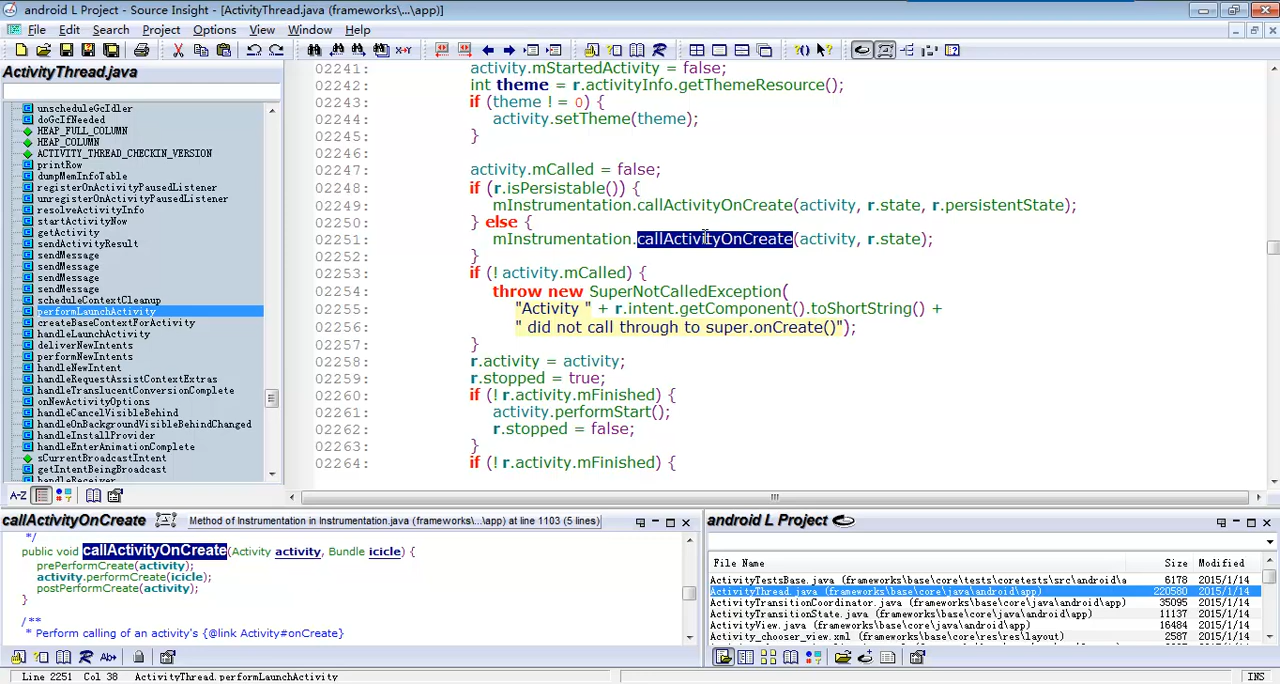 android L Project - Source Insight - [ActivityThread.java (frameworks\...\app)]
File Edit Search Project Options View Window Help
ActivityThread.java
unscheduleGcIdler
doGcIfNeeded
HEAP_FULL_COLUMN
HEAP_COLUMN
ACTIVITY_THREAD_CHECKIN_VERSION
printRow
dumpMemInfoTable
registerOnActivityPausedListener
unregisterOnActivityPausedListener
resolveActivityInfo
startActivityNow
getActivity
sendActivityResult
sendMessage
sendMessage
sendMessage
sendMessage
scheduleContextCleanup
performLaunchActivity
createBaseContextForActivity
handleLaunchActivity
deliverNewIntents
performNewIntents
handleNewIntent
handleRequestAssistContextExtras
handleTranslucentConversionComplete
onNewActivityOptions
handleCancelVisibleBehind
handleOnBackgroundVisibleBehindChanged
handleInstallProvider
handleEnterAnimationComplete
sCurrentBroadcastIntent
getIntentBeingBroadcast
handleReceiver
A-Z
02241: activity.mStartedActivity = false;
02242: int theme = r.activityInfo.getThemeResource();
02243: if (theme != 0) {
02244: activity.setTheme(theme);
02245: }
02246:
02247: activity.mCalled = false;
02248: if (r.isPersistable()) {
02249: mInstrumentation.callActivityOnCreate(activity, r.state, r.persistentState);
02250: } else {
02251: mInstrumentation.callActivityOnCreate(activity, r.state);
02252: }
02253: if (! activity.mCalled) {
02254: throw new SuperNotCalledException(
02255: "Activity " + r.intent.getComponent().toShortString() +
02256: " did not call through to super.onCreate()");
02257: }
02258: r.activity = activity;
02259: r.stopped = true;
02260: if (! r.activity.mFinished) {
02261: activity.performStart();
02262: r.stopped = false;
02263: }
02264: if (! r.activity.mFinished) {
callActivityOnCreate Method of Instrumentation in Instrumentation.java (frameworks\...\app) at line 1103 (5 lines)
*/
public void callActivityOnCreate(Activity activity, Bundle icicle) {
prePerformCreate(activity);
activity.performCreate(icicle);
postPerformCreate(activity);
}
/**
* Perform calling of an activity's {@link Activity#onCreate}
android L Project
File Name Size Modified
ActivityTestsBase.java (frameworks\base\core\tests\coretests\src\android\a 6178 2015/1/14
ActivityThread.java (frameworks\base\core\java\android\app) 220580 2015/1/14
ActivityTransitionCoordinator.java (frameworks\base\core\java\android\app) 35095 2015/1/14
ActivityTransitionState.java (frameworks\base\core\java\android\app) 11137 2015/1/14
ActivityView.java (frameworks\base\core\java\android\app) 16484 2015/1/14
Activity_chooser_view.xml (frameworks\base\core\res\res\layout) 2587 2015/1/14
Line 2251 Col 38 ActivityThread.performLaunchActivity INS